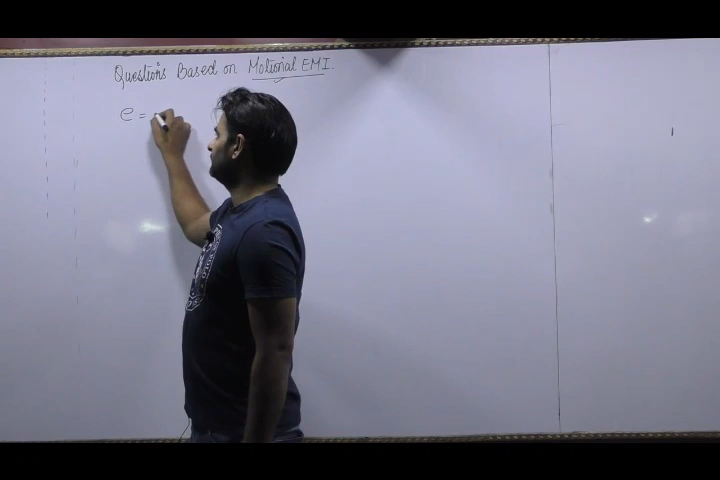 Questions Based on Motional EMI.
e =